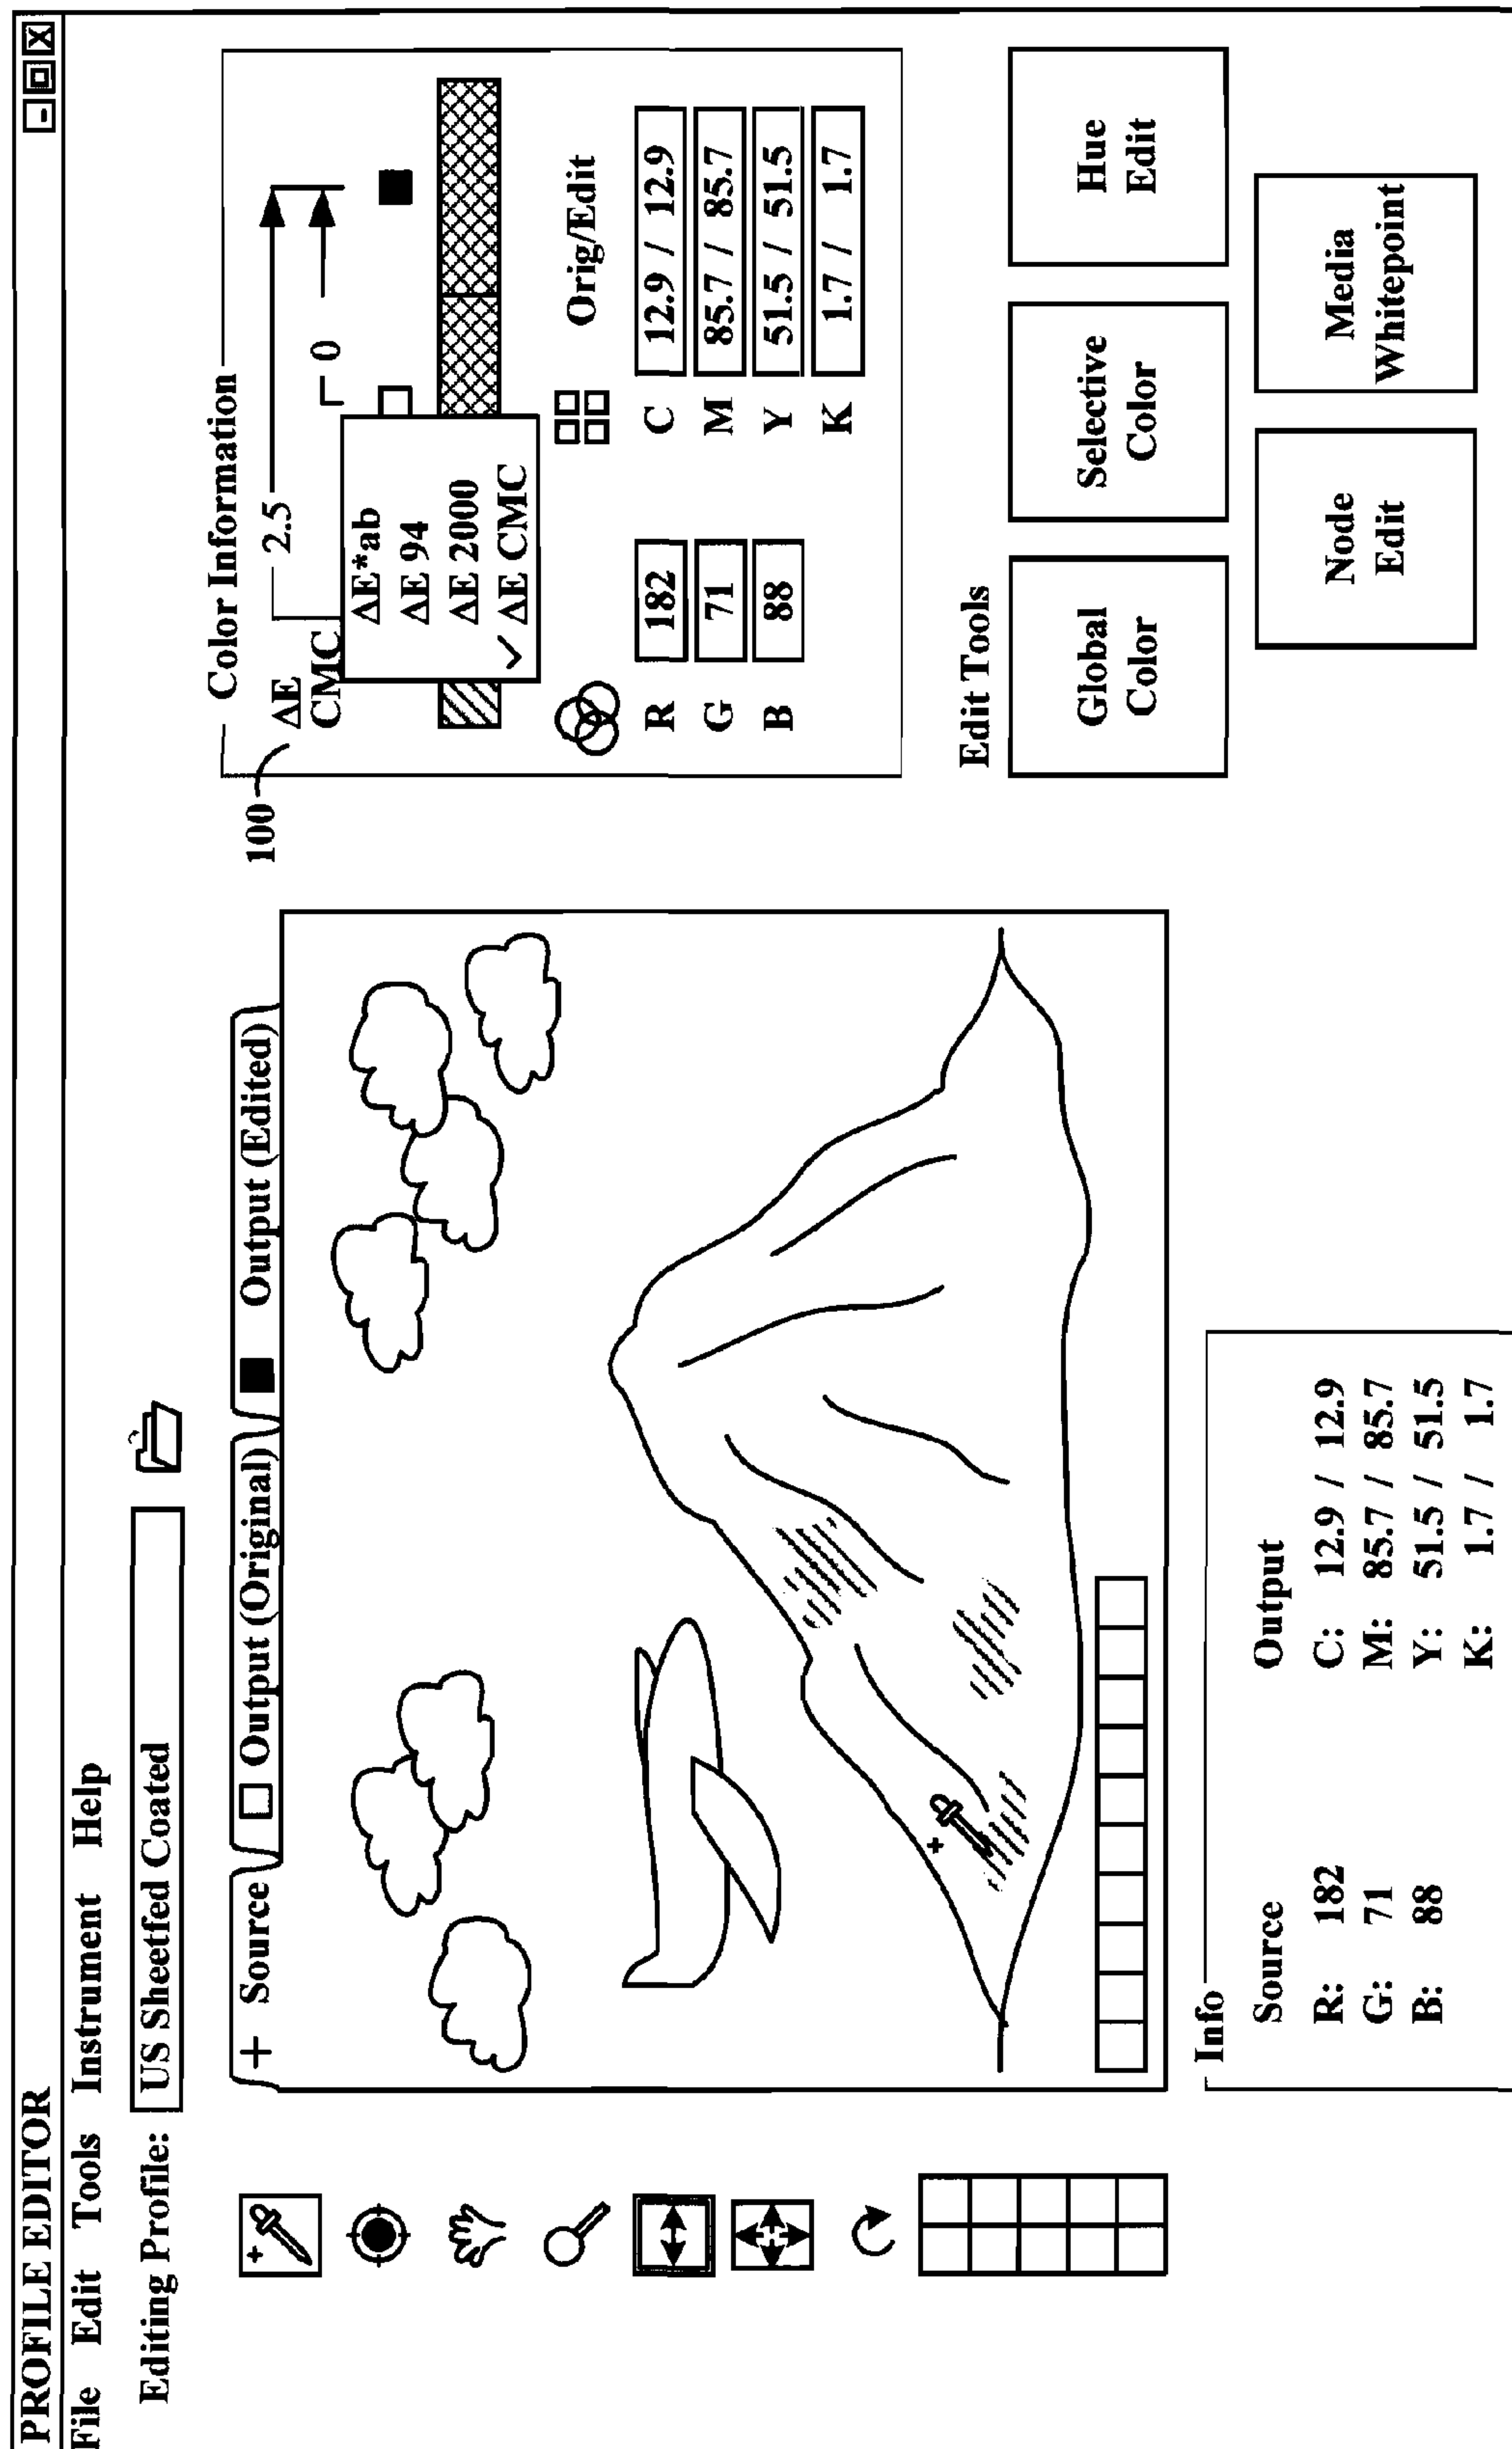 PROFILE EDITOR
File Edit Tools Instrument Help
Editing Profile: US Sheetfed Coated
+ Source Output (Original) Output (Edited)
100
Color Information
ΔE
CMC
2.5
0
ΔE*ab
ΔE 94
ΔE 2000
✓ ΔE CMC
Orig/Edit
R 182 C 12.9 / 12.9
G 71 M 85.7 / 85.7
B 88 Y 51.5 / 51.5
K 1.7 / 1.7
Edit Tools
Global
Color
Selective
Color
Hue
Edit
Node
Edit
Media
Whitepoint
Info
Source Output
R: 182 C: 12.9 / 12.9
G: 71 M: 85.7 / 85.7
B: 88 Y: 51.5 / 51.5
K: 1.7 / 1.7